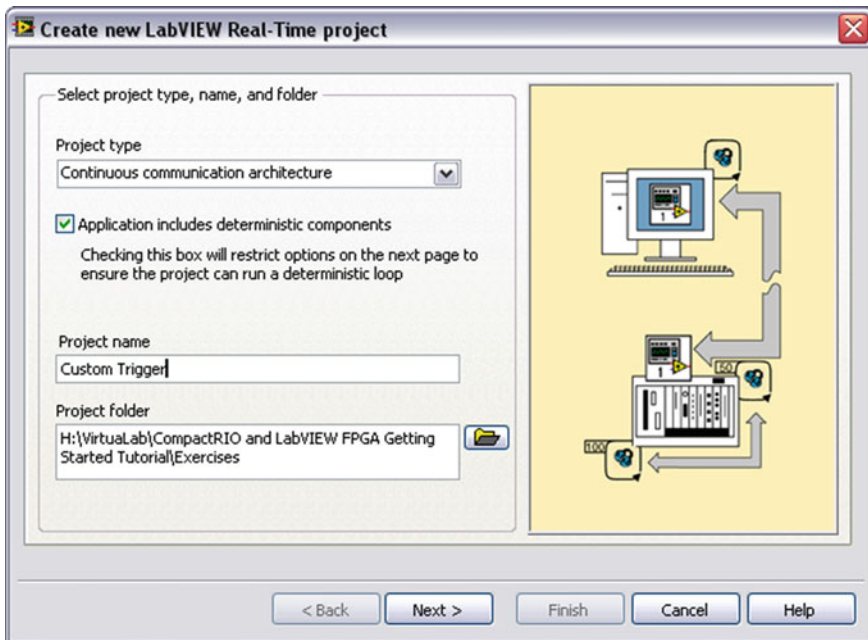 Create new LabVIEW Real-Time project
Select project type, name, and folder
Project type
Continuous communication architecture
Application includes deterministic components
Checking this box will restrict options on the next page to
ensure the project can run a deterministic loop
Project name
Custom Trigger
Project folder
H:\VirtuaLab\CompactRIO and LabVIEW FPGA Getting
Started Tutorial\Exercises
1
1
50
100
< Back
Next >
Finish
Cancel
Help